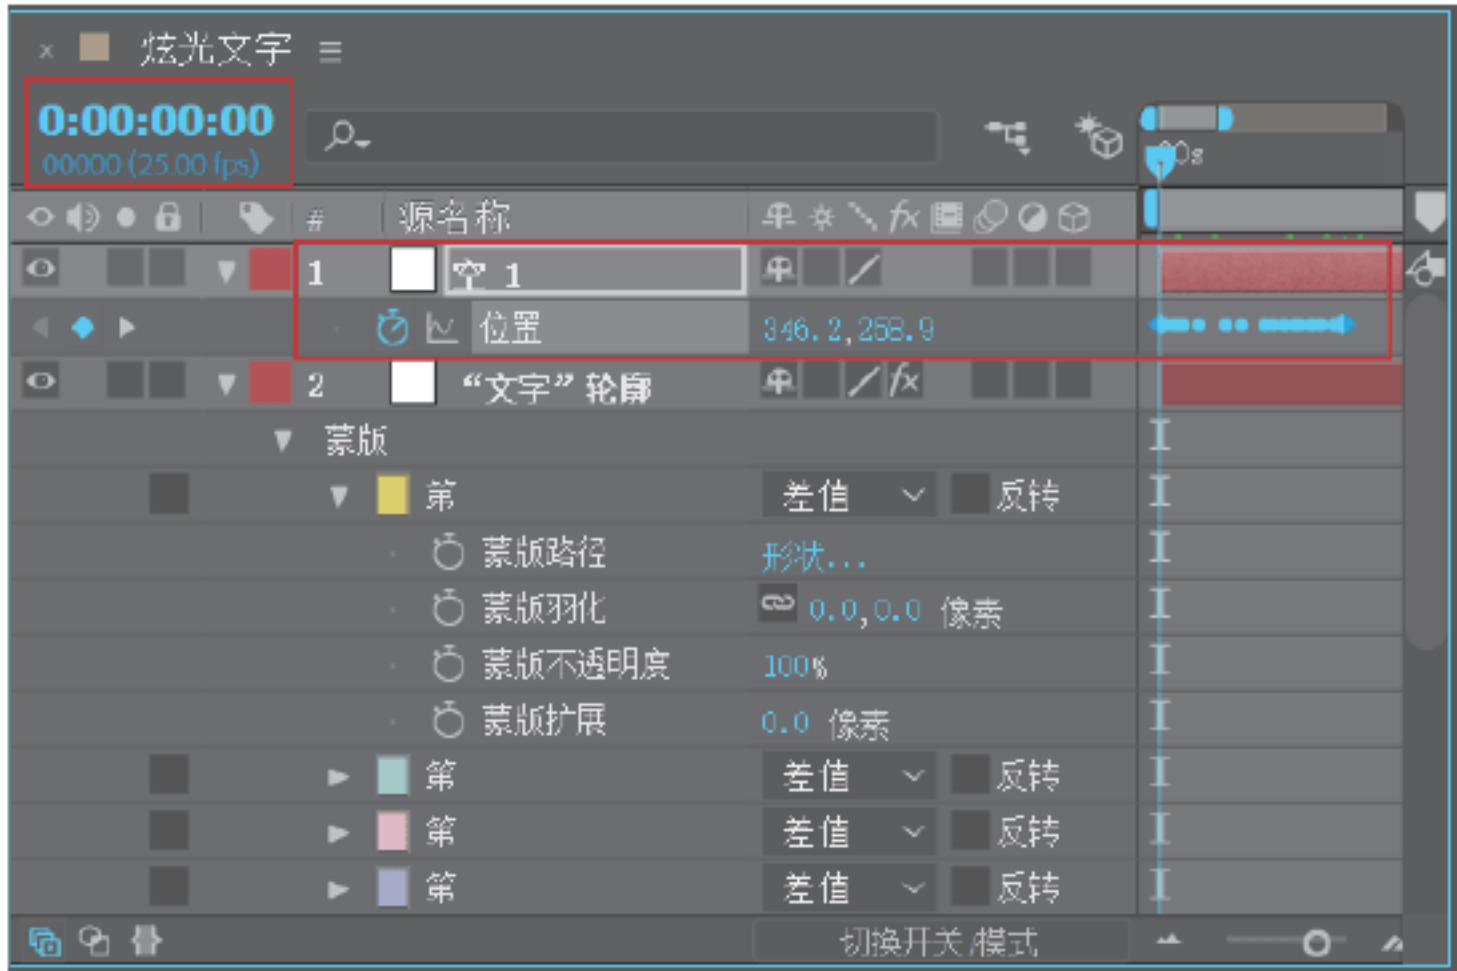 炫光文字
0:00:00:00
00000 (25.00 fps)
00s
# 源名称 fx
1 空 1
位置 346.2,258.9
2 “文字”轮廓 fx
蒙版
第 差值 反转
蒙版路径 形状...
蒙版羽化 0.0,0.0 像素
蒙版不透明度 100%
蒙版扩展 0.0 像素
第 差值 反转
第 差值 反转
第 差值 反转
切换开关/模式